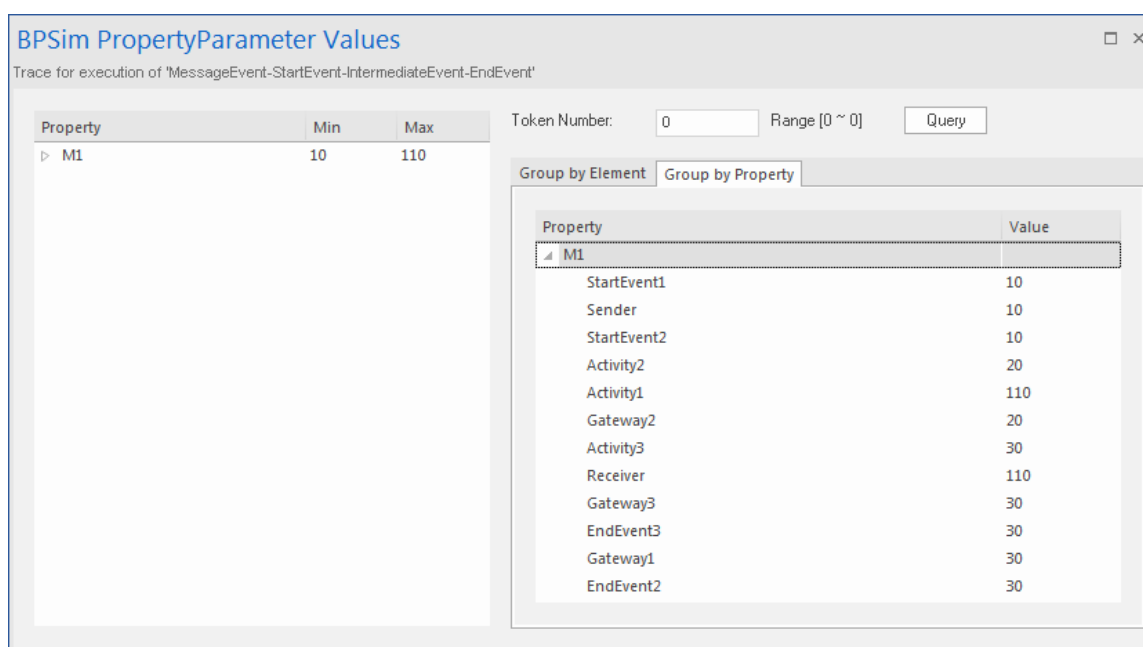 BPSim PropertyParameter Values
Trace for execution of 'MessageEvent-StartEvent-IntermediateEvent-EndEvent'
Property Min Max
M1 10 110
Token Number: 0 Range [0 ~ 0] Query
Group by Element Group by Property
Property Value
M1
StartEvent1 10
Sender 10
StartEvent2 10
Activity2 20
Activity1 110
Gateway2 20
Activity3 30
Receiver 110
Gateway3 30
EndEvent3 30
Gateway1 30
EndEvent2 30